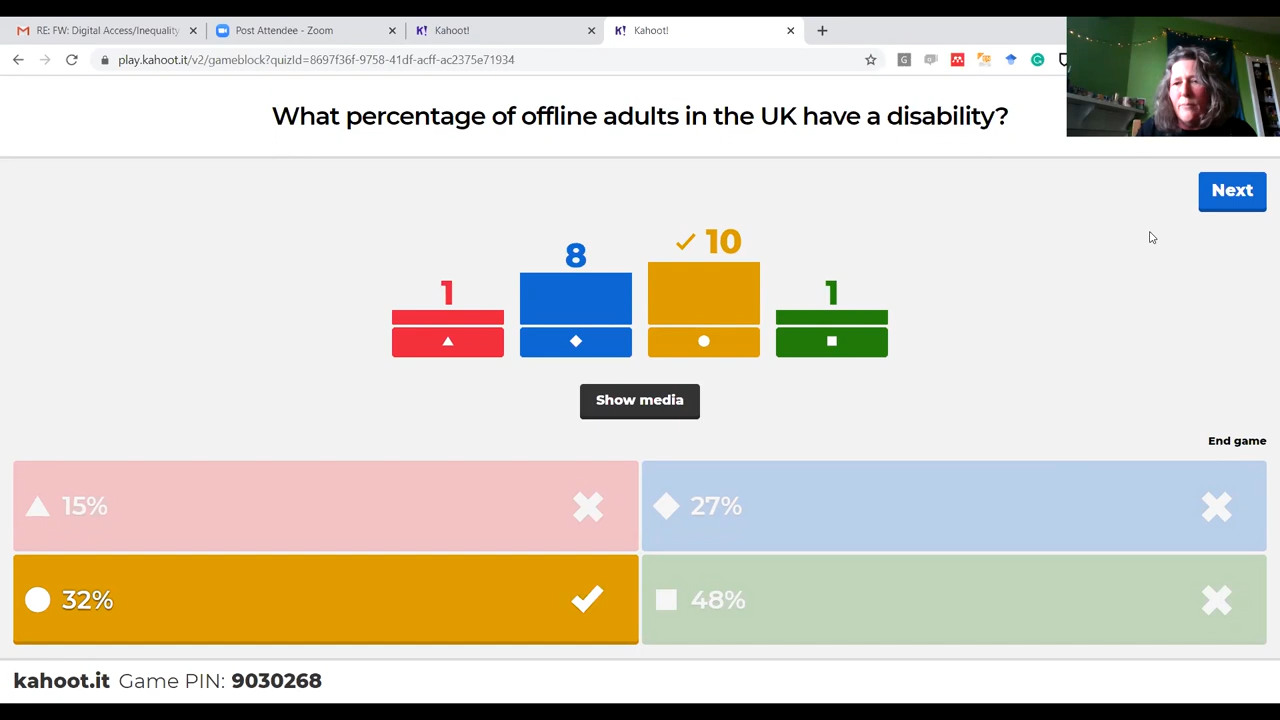 RE: FW: Digital Access/Inequality
Post Attendee - Zoom
Kahoot!
Kahoot!
play.kahoot.it/v2/gameblock?quizId=8697f36f-9758-41df-acff-ac2375e71934
What percentage of offline adults in the UK have a disability?
Next
1
8
10
1
Show media
End game
15%
27%
32%
48%
kahoot.it Game PIN: 9030268